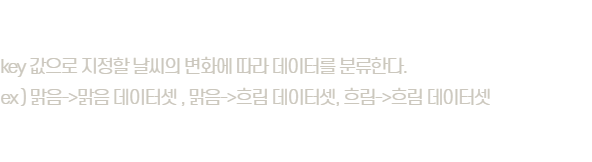 key 값으로 지정할 날씨의 변화에 따라 데이터를 분류한다.
ex ) 맑음->맑음 데이터셋 , 맑음->흐림 데이터셋, 흐림->흐림 데이터셋